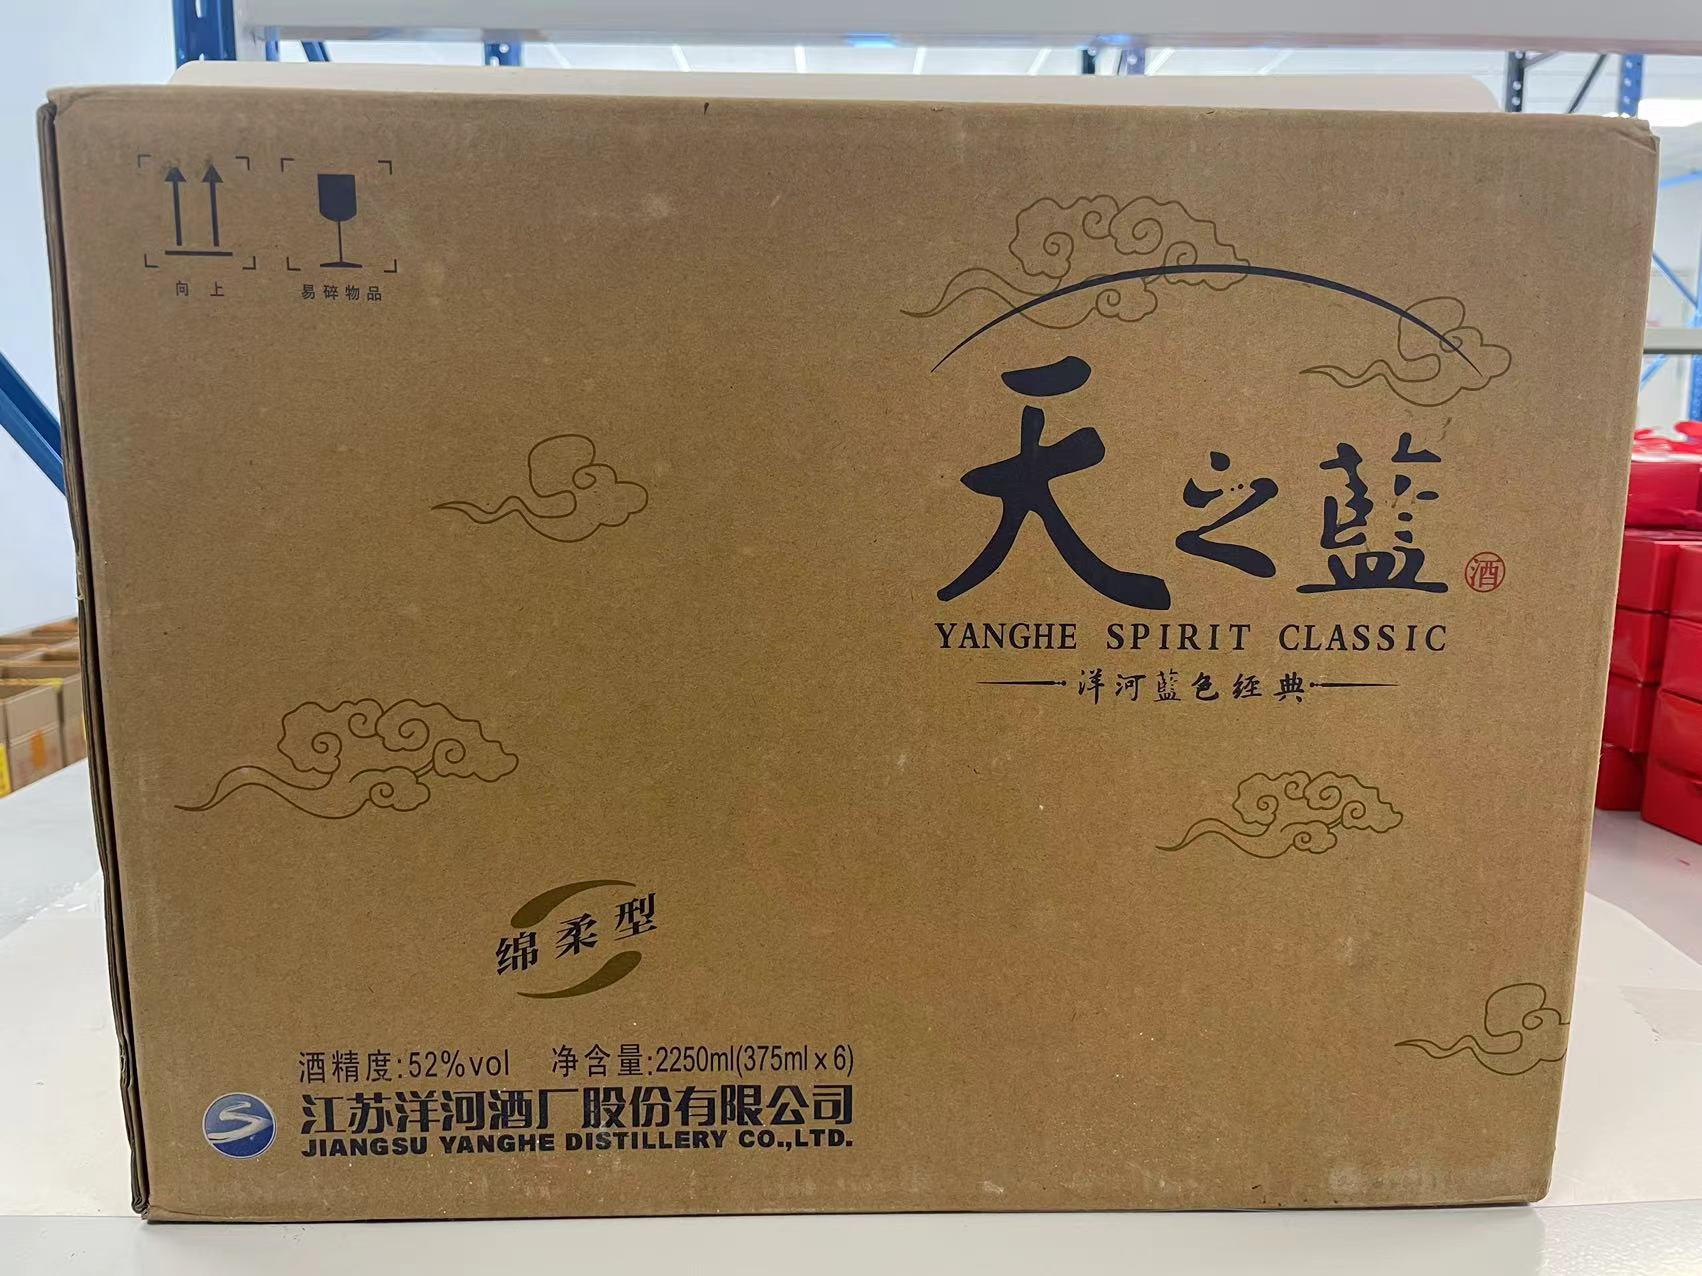 向上
易碎物品
天之藍
酒
YANGHE SPIRIT CLASSIC
洋河藍色经典
绵柔型
酒精度:52%vol 净含量:2250ml(375ml x 6)
江苏洋河酒厂股份有限公司
JIANGSU YANGHE DISTILLERY CO.,LTD.